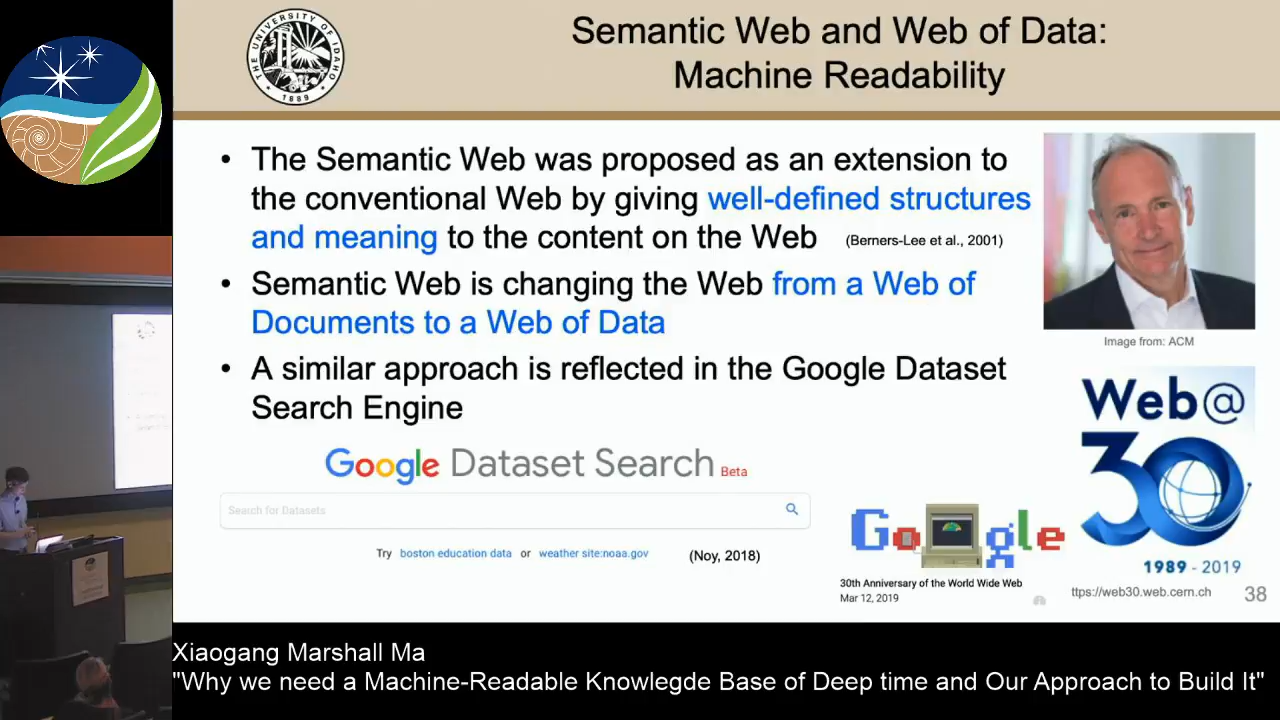 THE UNIVERSITY OF IDAHO
1889
Semantic Web and Web of Data:
Machine Readability
• The Semantic Web was proposed as an extension to
the conventional Web by giving well-defined structures
and meaning to the content on the Web (Berners-Lee et al., 2001)
• Semantic Web is changing the Web from a Web of
Documents to a Web of Data
• A similar approach is reflected in the Google Dataset
Search Engine
Image from: ACM
Web@
30
1989 - 2019
ttps://web30.web.cern.ch
Google Dataset Search Beta
Search for Datasets
Try boston education data or weather site:noaa.gov
(Noy, 2018)
Google
30th Anniversary of the World Wide Web
Mar 12, 2019
38
Xiaogang Marshall Ma
"Why we need a Machine-Readable Knowlegde Base of Deep time and Our Approach to Build It"